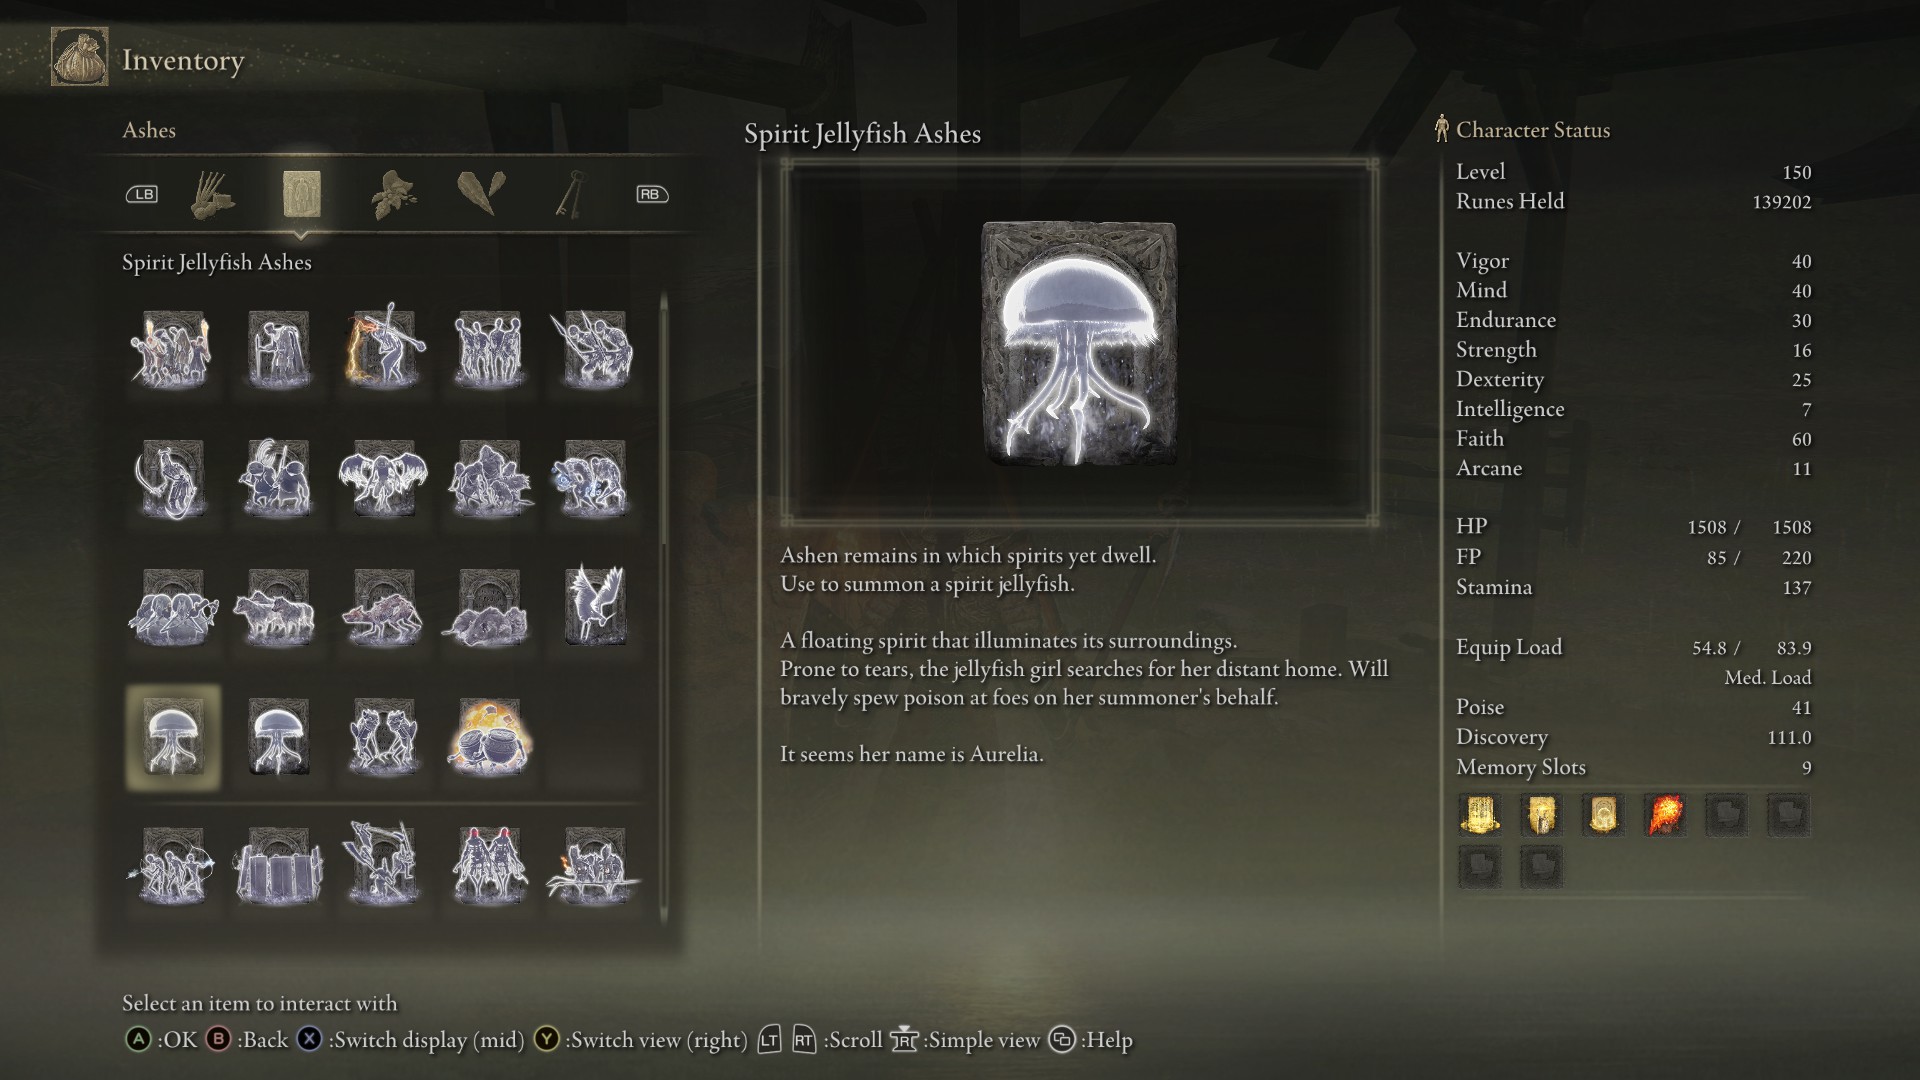 Inventory
Ashes
LB
RB
Spirit Jellyfish Ashes
Spirit Jellyfish Ashes
Ashen remains in which spirits yet dwell.
Use to summon a spirit jellyfish.
A floating spirit that illuminates its surroundings.
Prone to tears, the jellyfish girl searches for her distant home. Will
bravely spew poison at foes on her summoner's behalf.
It seems her name is Aurelia.
Character Status
Level 150
Runes Held 139202
Vigor 40
Mind 40
Endurance 30
Strength 16
Dexterity 25
Intelligence 7
Faith 60
Arcane 11
HP 1508 / 1508
FP 85 / 220
Stamina 137
Equip Load 54.8 / 83.9
Med. Load
Poise 41
Discovery 111.0
Memory Slots 9
Select an item to interact with
A :OK B :Back X :Switch display (mid) Y :Switch view (right) LT RT :Scroll R :Simple view :Help